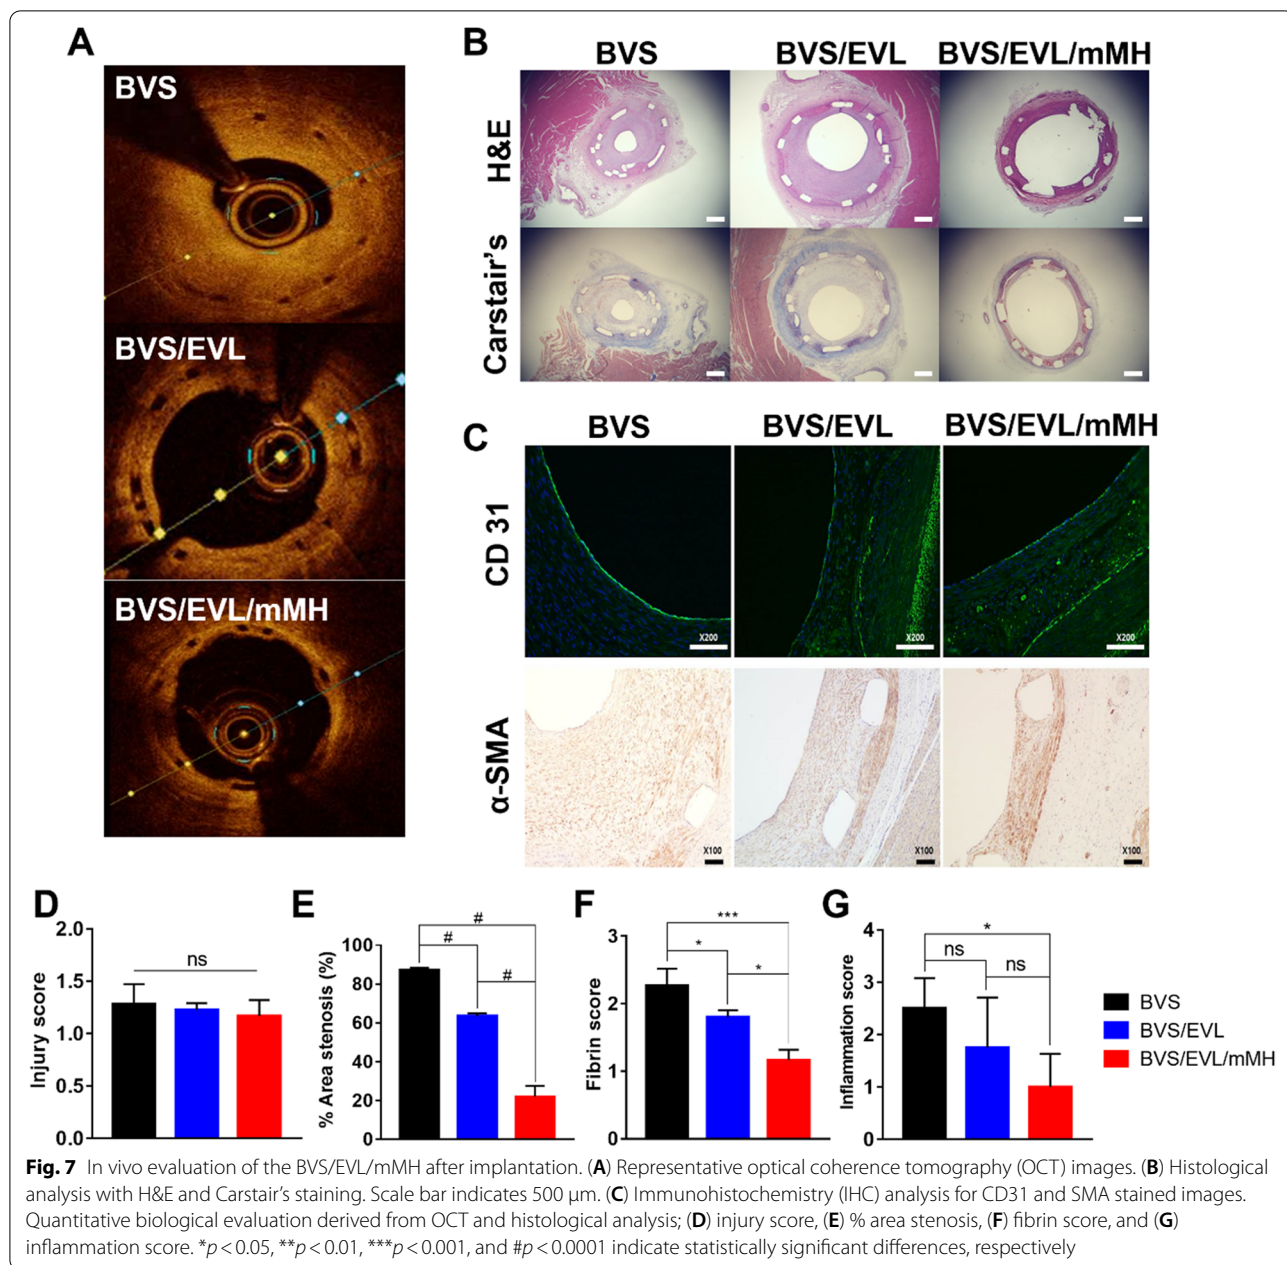 A
BVS
BVS/EVL
BVS/EVL/mMH
B
BVS
BVS/EVL
BVS/EVL/mMH
H&E
Carstair's
C
BVS
BVS/EVL
BVS/EVL/mMH
CD 31
X200
X200
X200
α-SMA
X100
X100
X100
D
Injury score
2.0
1.5
1.0
0.5
0.0
ns
E
% Area stenosis (%)
100
80
60
40
20
0
#
#
#
F
Fibrin score
3
2
1
0
***
*
*
G
Inflammation score
4
3
2
1
0
*
ns
ns
BVS
BVS/EVL
BVS/EVL/mMH
Fig. 7 In vivo evaluation of the BVS/EVL/mMH after implantation. (A) Representative optical coherence tomography (OCT) images. (B) Histological
analysis with H&E and Carstair's staining. Scale bar indicates 500 μm. (C) Immunohistochemistry (IHC) analysis for CD31 and SMA stained images.
Quantitative biological evaluation derived from OCT and histological analysis; (D) injury score, (E) % area stenosis, (F) fibrin score, and (G)
inflammation score. *p < 0.05, **p < 0.01, ***p < 0.001, and #p < 0.0001 indicate statistically significant differences, respectively